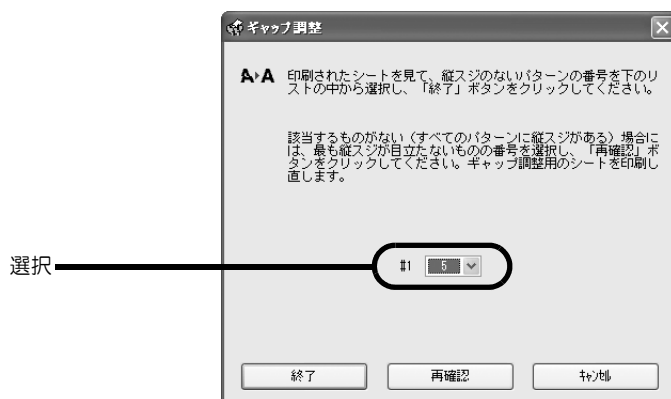 ギャップ調整
A▸A 印刷されたシートを見て、縦スジのないパターンの番号を下のリ
ストの中から選択し、「終了」ボタンをクリックしてください。
該当するものがない（すべてのパターンに縦スジがある）場合に
は、最も縦スジが目立たないものの番号を選択し、「再確認」ボ
タンをクリックしてください。ギャップ調整用のシートを印刷し
直します。
選択
#1 5
終了 再確認 ｷｬﾝｾﾙ